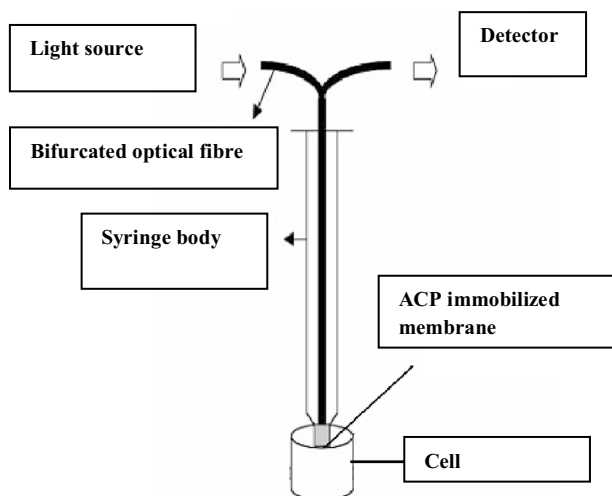 Light source
Detector
Bifurcated optical fibre
Syringe body
ACP immobilized
membrane
Cell